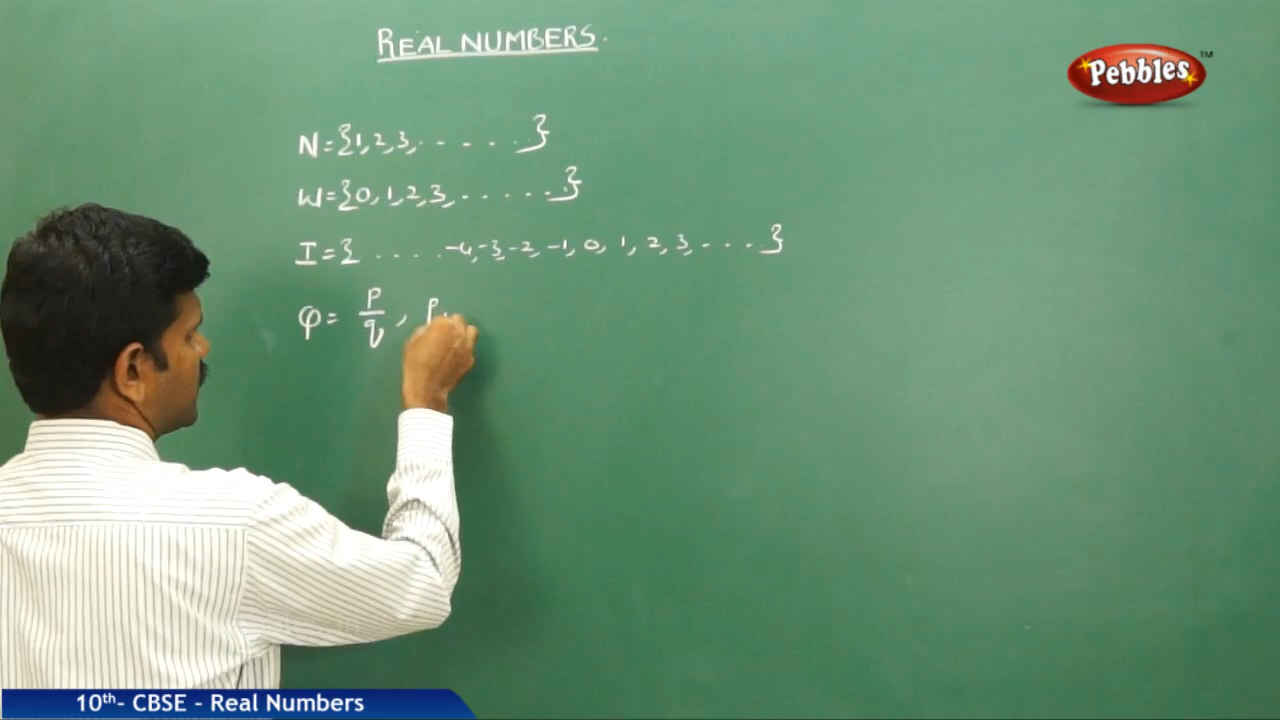 REAL NUMBERS.
Pebbles™
N={1,2,3,......}
W={0,1,2,3,......}
I={.....-4,-3,-2,-1,0,1,2,3,....}
φ= p/q, p
10th- CBSE - Real Numbers